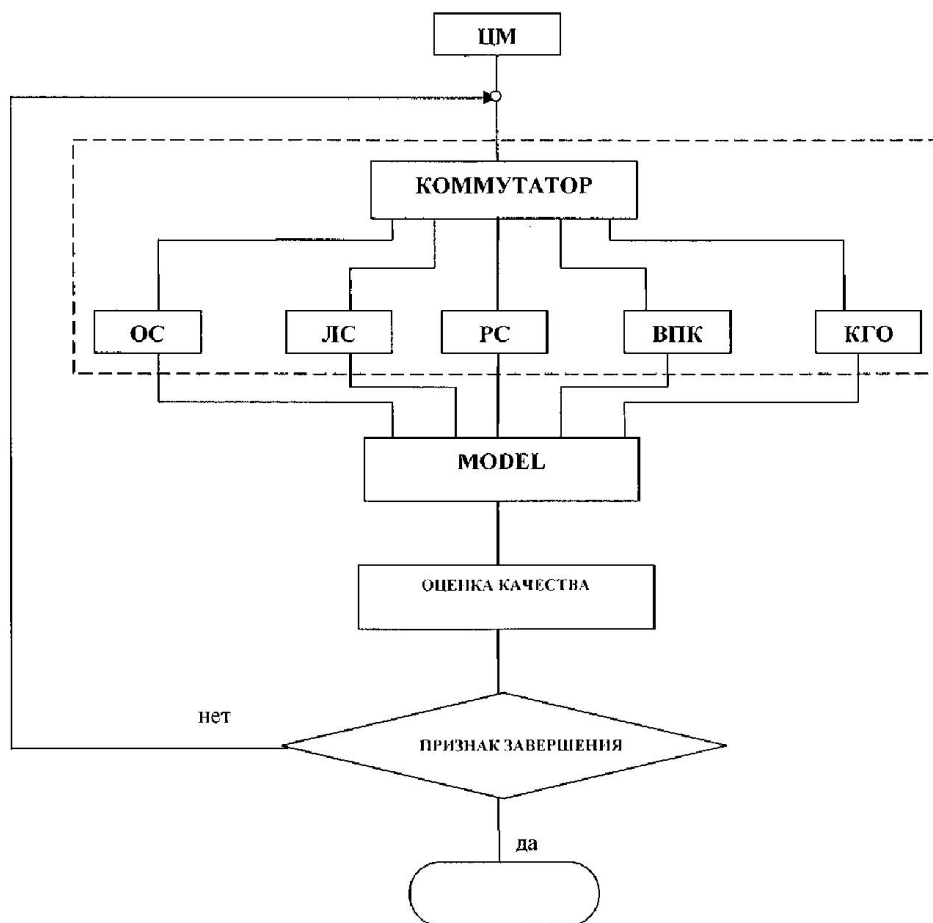 ЦМ
КОММУТАТОР
ОС
ЛС
РС
ВПК
КГО
MODEL
ОЦЕНКА КАЧЕСТВА
нет
ПРИЗНАК ЗАВЕРШЕНИЯ
да